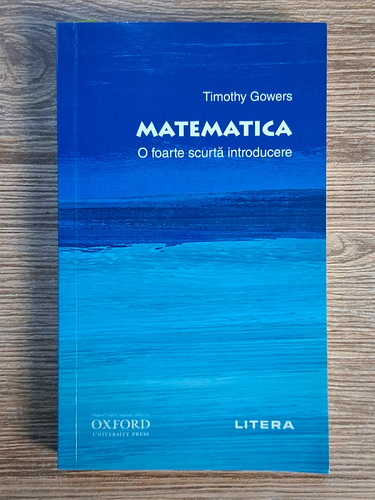 Timothy Gowers
MATEMATICA
O foarte scurtă introducere
OXFORD
UNIVERSITY PRESS
LITERA